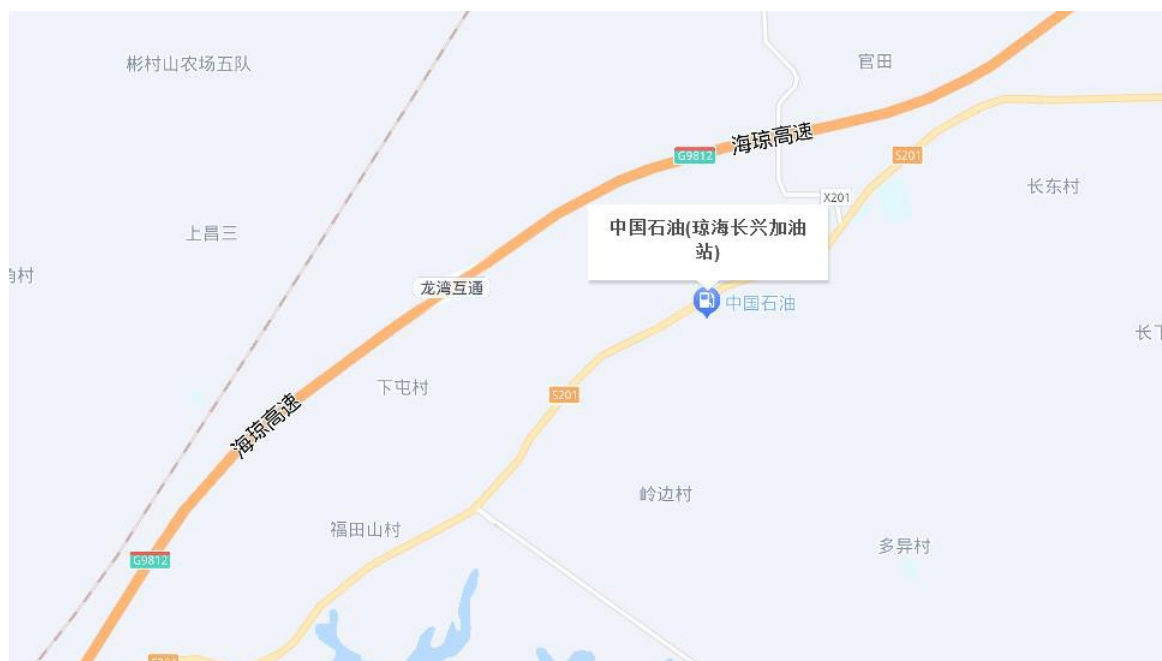 官田
彬村山农场五队
海琼高速
G9812
S201
长东村
X201
中国石油(琼海长兴加油
站)
上昌三
角村
龙湾互通
中国石油
下屯村
S201
海琼高速
岭边村
福田山村
多异村
G9812